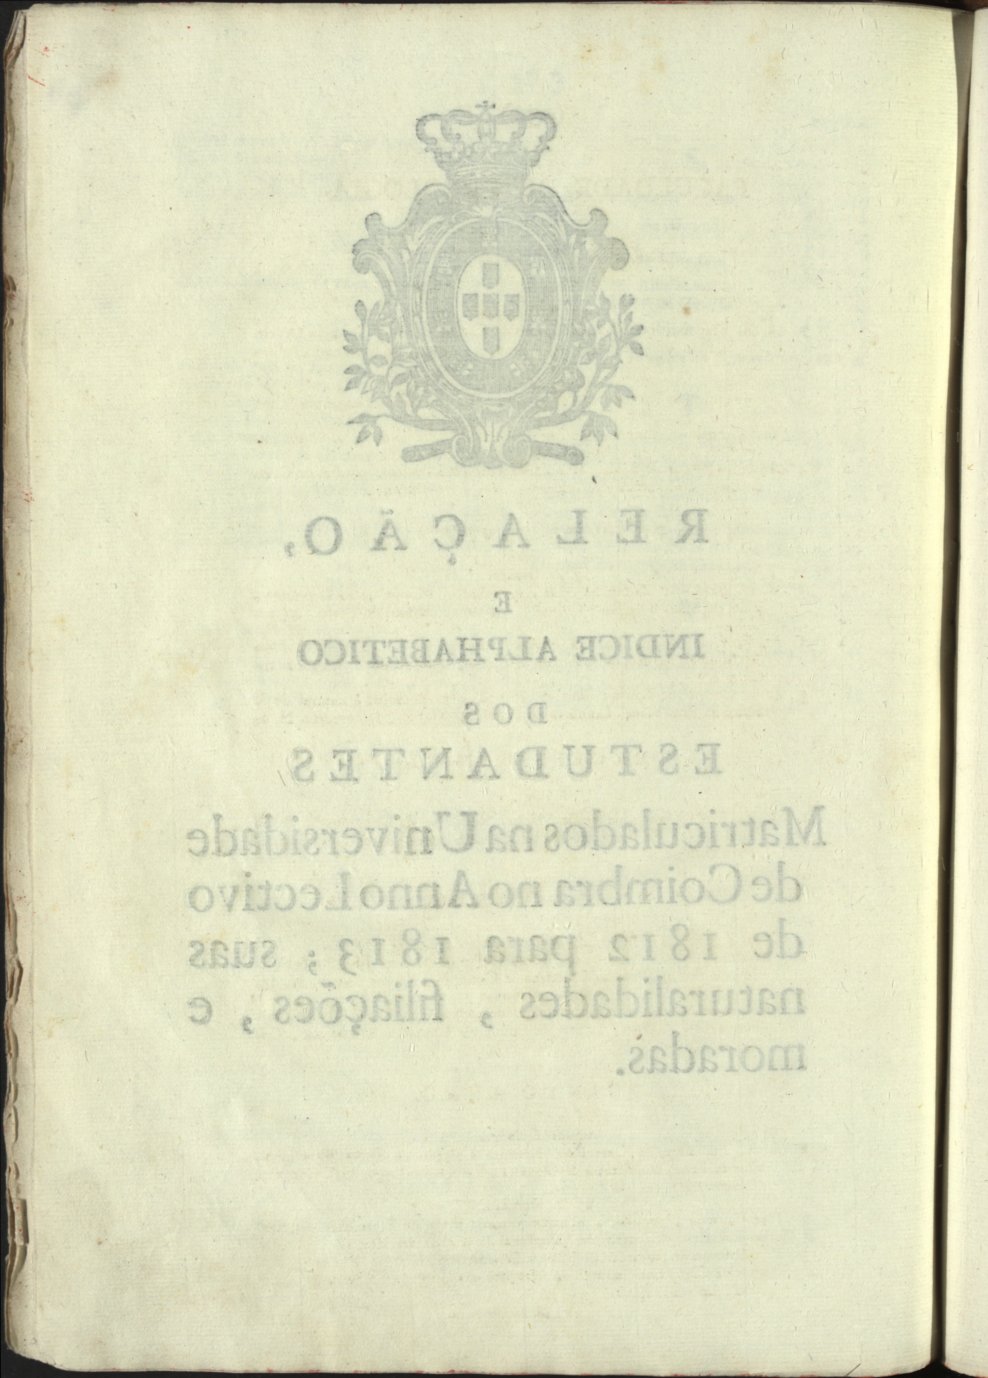 RELAÇÃO,
E
INDICE ALPHABETICO
DOS
ESTUDANTES
Matriculados na Universidade
de Coimbra no Anno Lectivo
de 1812 para 1813; suas
naturalidades, filiações, e
moradas.